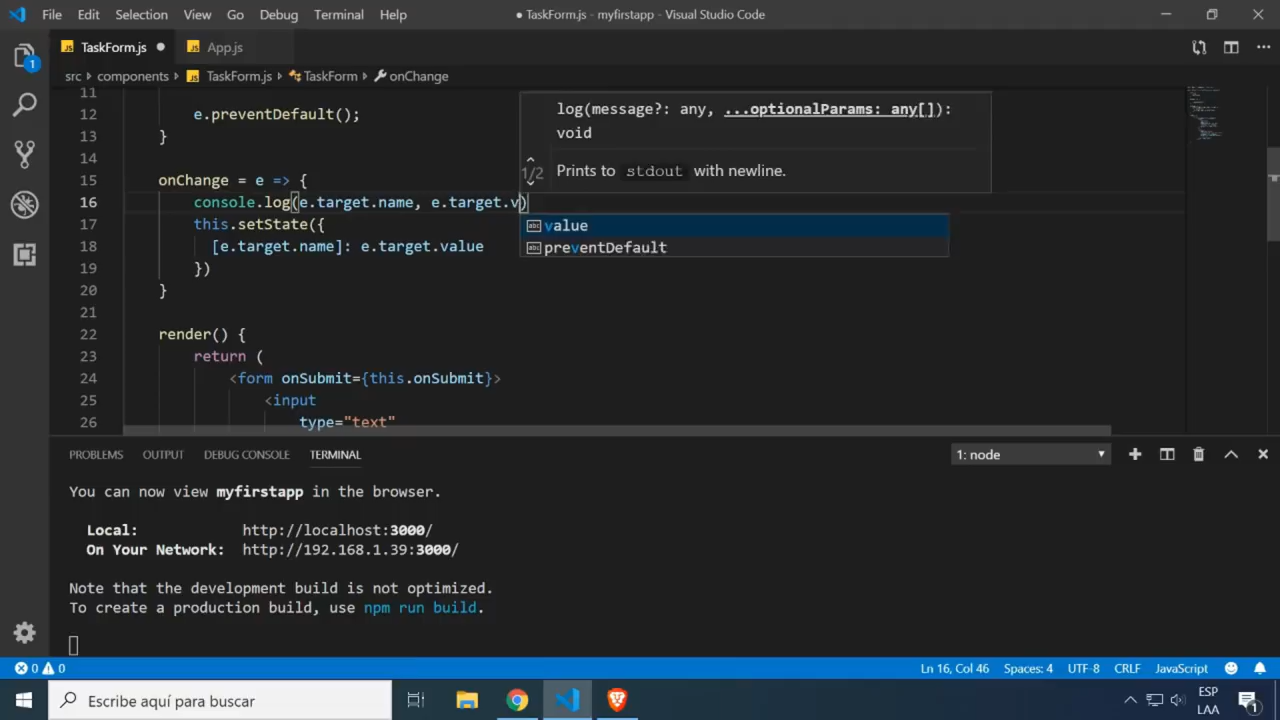 File Edit Selection View Go Debug Terminal Help ● TaskForm.js - myfirstapp - Visual Studio Code
JS TaskForm.js ● JS App.js
src components JS TaskForm.js TaskForm onChange
11
12 e.preventDefault();
13 }
14
15 onChange = e => {
16 console.log(e.target.name, e.target.v)
17 this.setState({
18 [e.target.name]: e.target.value
19 })
20 }
21
22 render() {
23 return (
24 <form onSubmit={this.onSubmit}>
25 <input
26 type="text"
log(message?: any, ...optionalParams: any[]):
void
1/2 Prints to stdout with newline.
value
preventDefault
1
PROBLEMS OUTPUT DEBUG CONSOLE TERMINAL 1: node
You can now view myfirstapp in the browser.
Local: http://localhost:3000/
On Your Network: http://192.168.1.39:3000/
Note that the development build is not optimized.
To create a production build, use npm run build.
0 0 Ln 16, Col 46 Spaces: 4 UTF-8 CRLF JavaScript
Escribe aquí para buscar
ESP
LAA
1